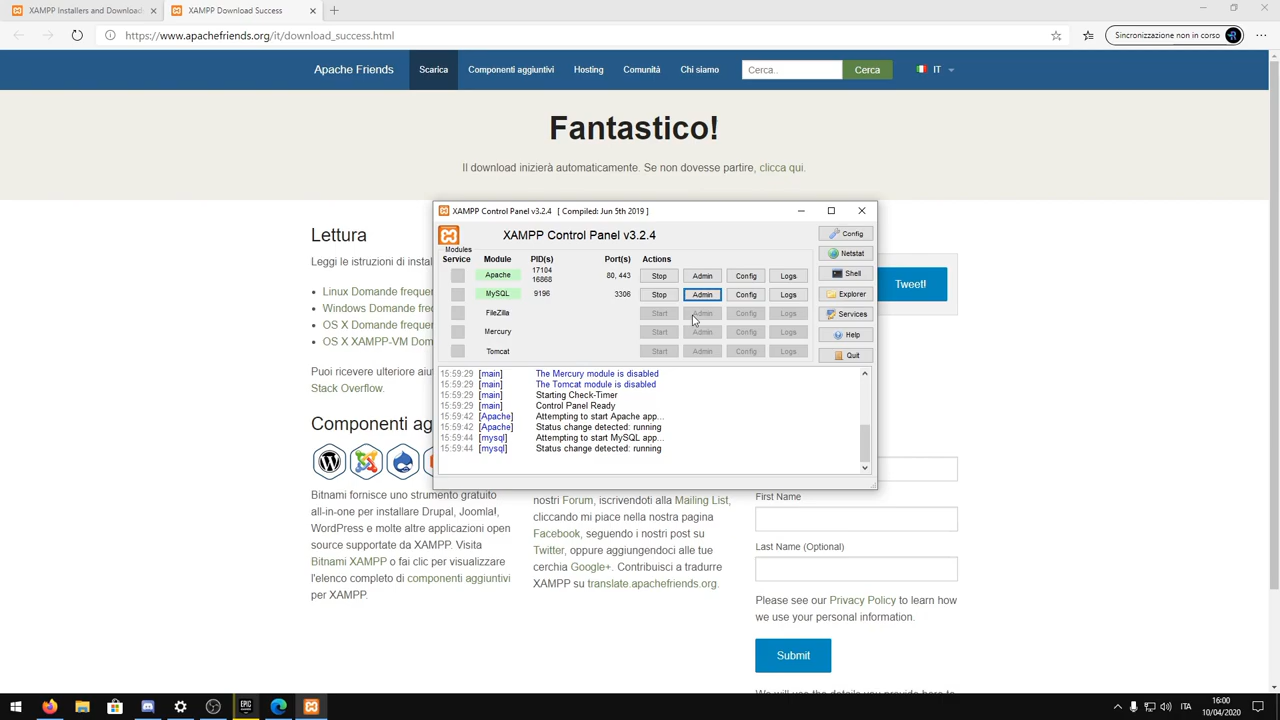 XAMPP Installers and Download
XAMPP Download Success
https://www.apachefriends.org/it/download_success.html
Sincronizzazione non in corso
Apache Friends
Scarica
Componenti aggiuntivi
Hosting
Comunità
Chi siamo
Cerca..
Cerca
IT
Fantastico!
Il download inizierà automaticamente. Se non dovesse partire, clicca qui.
Lettura
Leggi le istruzioni di instal
Linux Domande frequen
Windows Domande freq
OS X Domande frequen
OS X XAMPP-VM Dom
Puoi ricevere ulteriore aiu
Stack Overflow.
Componenti ag
Bitnami fornisce uno strumento gratuito
all-in-one per installare Drupal, Joomla!,
WordPress e molte altre applicazioni open
source supportate da XAMPP. Visita
Bitnami XAMPP o fai clic per visualizzare
l'elenco completo di componenti aggiuntivi
per XAMPP.
XAMPP Control Panel v3.2.4 [ Compiled: Jun 5th 2019 ]
XAMPP Control Panel v3.2.4
Modules
Service Module PID(s) Port(s) Actions
Apache 17104 16868 80, 443 Stop Admin Config Logs
MySQL 9196 3306 Stop Admin Config Logs
FileZilla Start Admin Config Logs
Mercury Start Admin Config Logs
Tomcat Start Admin Config Logs
Config
Netstat
Shell
Explorer
Services
Help
Quit
15:59:29 [main] The Mercury module is disabled
15:59:29 [main] The Tomcat module is disabled
15:59:29 [main] Starting Check-Timer
15:59:29 [main] Control Panel Ready
15:59:42 [Apache] Attempting to start Apache app...
15:59:42 [Apache] Status change detected: running
15:59:44 [mysql] Attempting to start MySQL app...
15:59:44 [mysql] Status change detected: running
nostri Forum, iscrivendoti alla Mailing List,
cliccando mi piace nella nostra pagina
Facebook, seguendo i nostri post su
Twitter, oppure aggiungendoci alle tue
cerchia Google+. Contribuisci a tradurre
XAMPP su translate.apachefriends.org.
Tweet!
First Name
Last Name (Optional)
Please see our Privacy Policy to learn how
we use your personal information.
Submit
We will use the details you provide here to
EPIC
ITA
16:00
10/04/2020